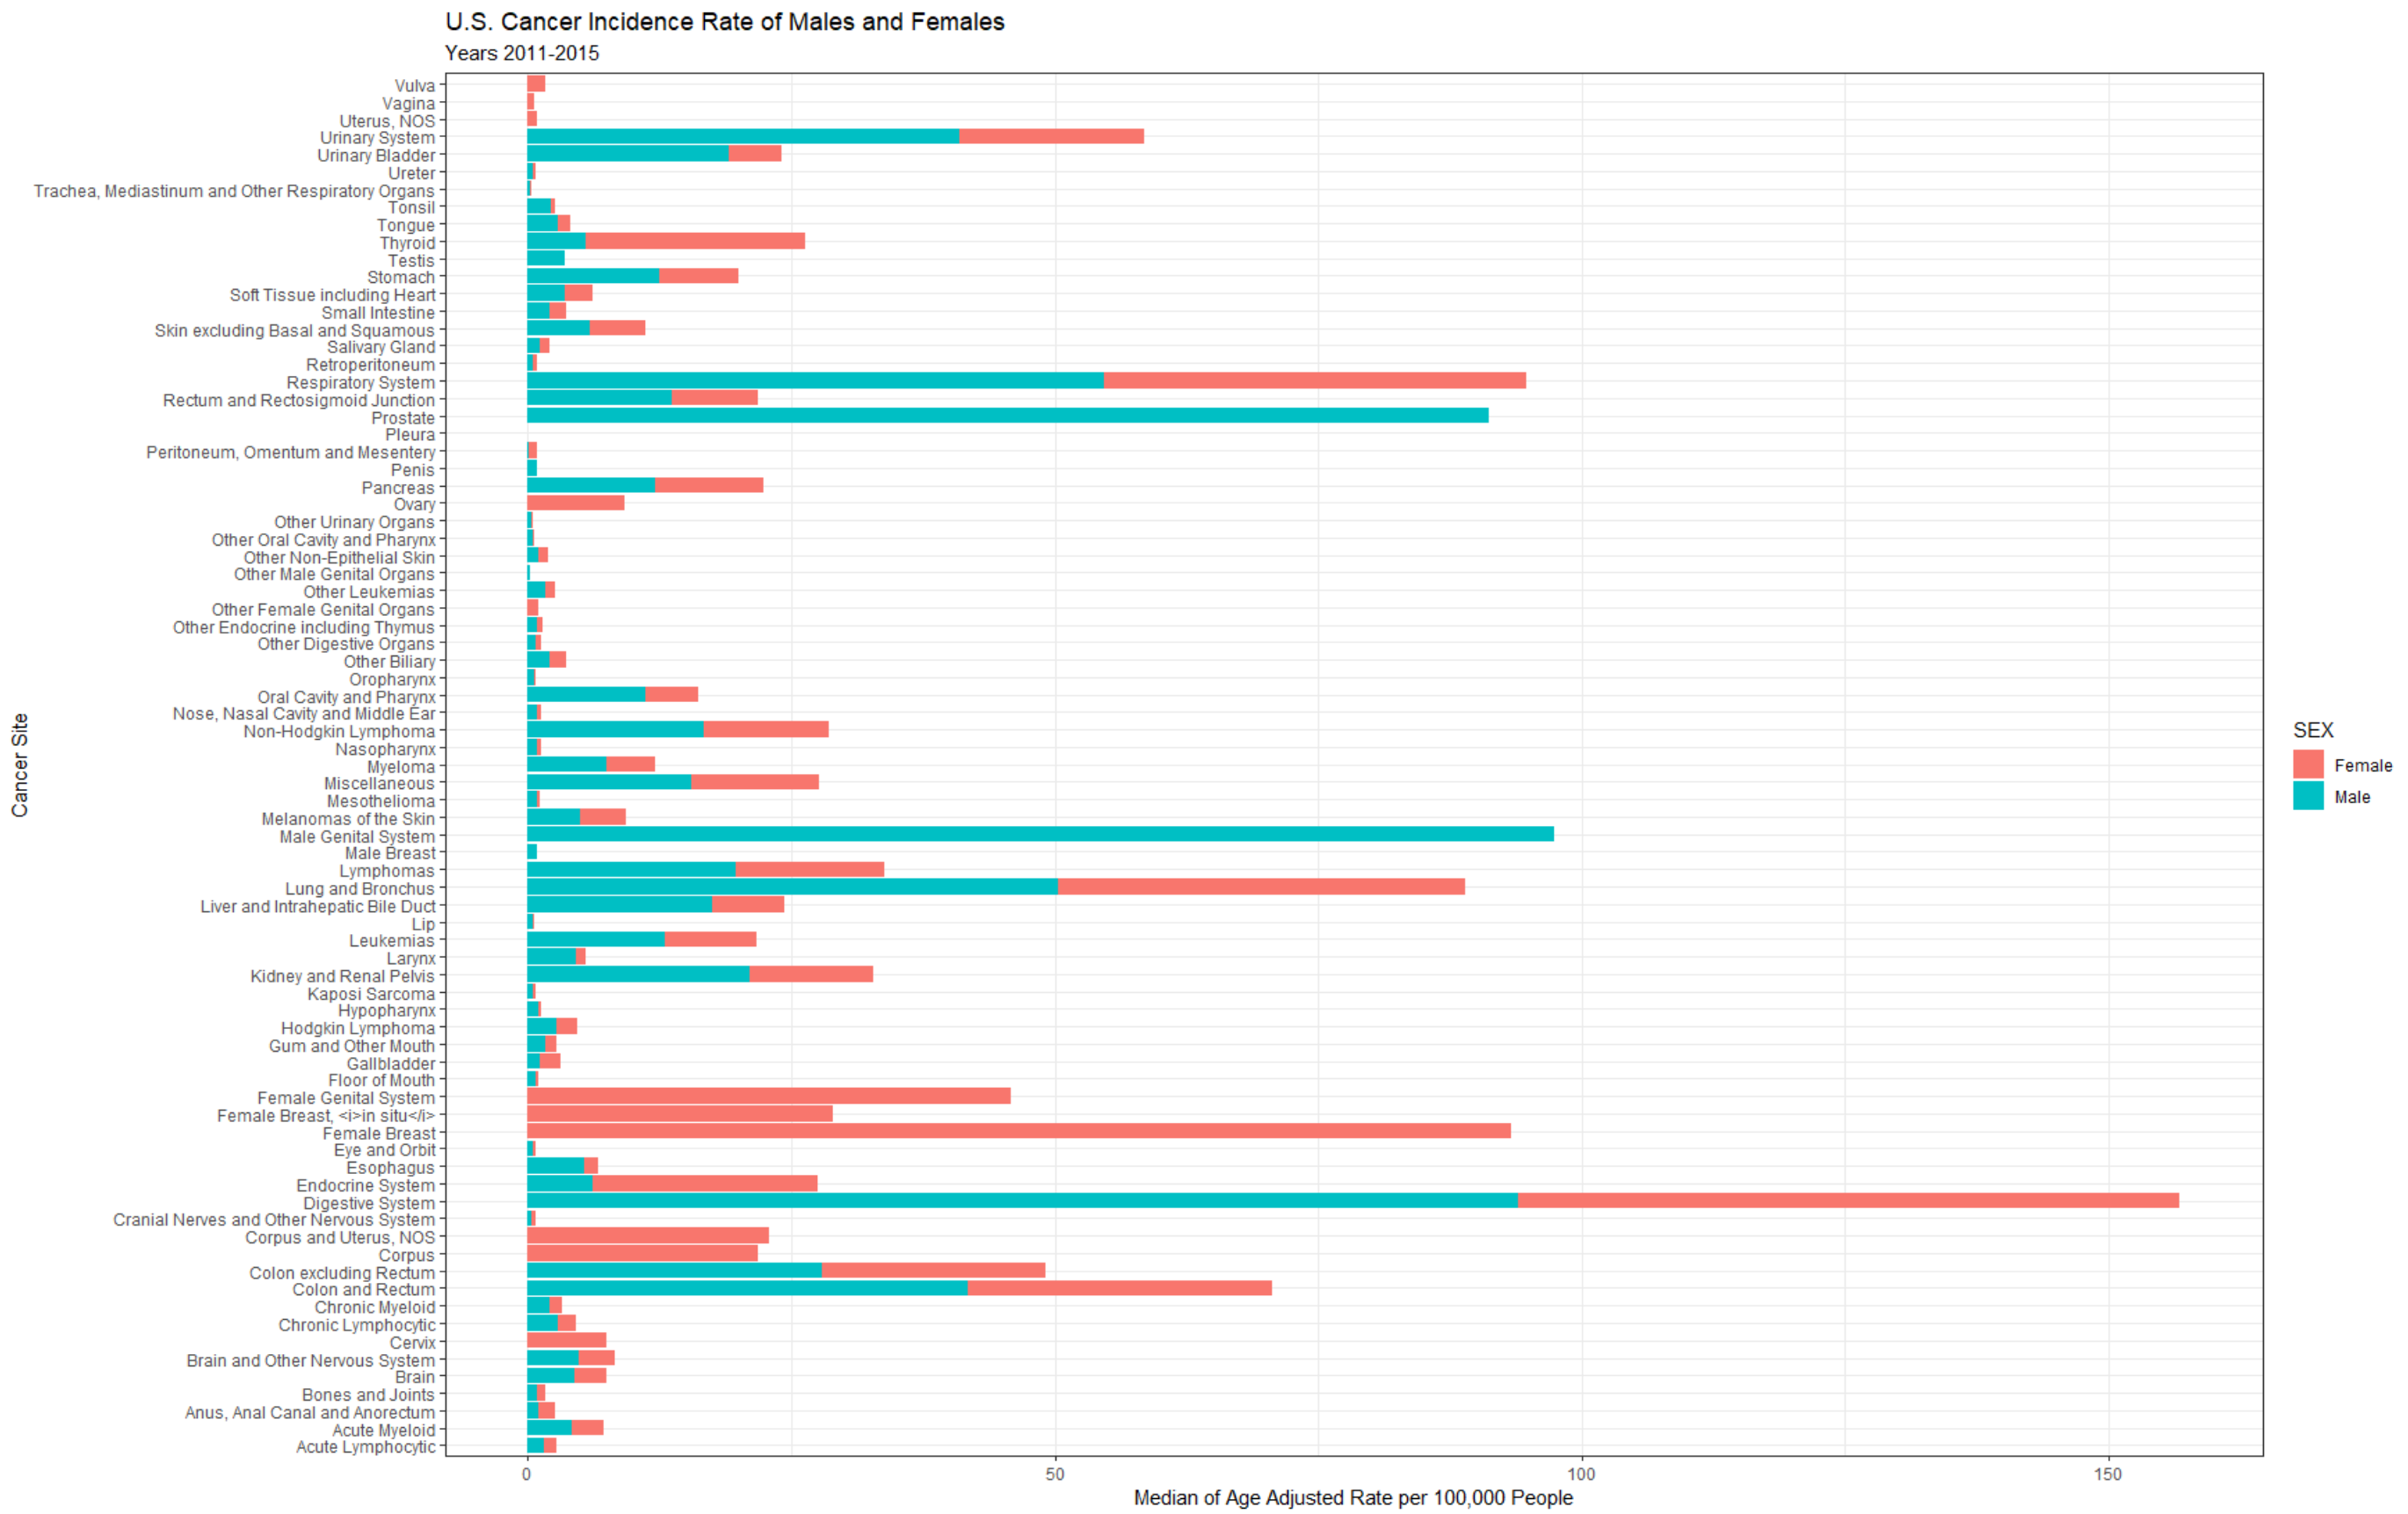 U.S. Cancer Incidence Rate of Males and Females
Years 2011-2015
Vulva
Vagina
Uterus, NOS
Urinary System
Urinary Bladder
Ureter
Trachea, Mediastinum and Other Respiratory Organs
Tonsil
Tongue
Thyroid
Testis
Stomach
Soft Tissue including Heart
Small Intestine
Skin excluding Basal and Squamous
Salivary Gland
Retroperitoneum
Respiratory System
Rectum and Rectosigmoid Junction
Prostate
Pleura
Peritoneum, Omentum and Mesentery
Penis
Pancreas
Ovary
Other Urinary Organs
Other Oral Cavity and Pharynx
Other Non-Epithelial Skin
Other Male Genital Organs
Other Leukemias
Other Female Genital Organs
Other Endocrine including Thymus
Other Digestive Organs
Other Biliary
Oropharynx
Oral Cavity and Pharynx
Nose, Nasal Cavity and Middle Ear
Non-Hodgkin Lymphoma
Nasopharynx
Myeloma
Miscellaneous
Mesothelioma
Melanomas of the Skin
Male Genital System
Male Breast
Lymphomas
Lung and Bronchus
Liver and Intrahepatic Bile Duct
Lip
Leukemias
Larynx
Kidney and Renal Pelvis
Kaposi Sarcoma
Hypopharynx
Hodgkin Lymphoma
Gum and Other Mouth
Gallbladder
Floor of Mouth
Female Genital System
Female Breast, <i>in situ</i>
Female Breast
Eye and Orbit
Esophagus
Endocrine System
Digestive System
Cranial Nerves and Other Nervous System
Corpus and Uterus, NOS
Corpus
Colon excluding Rectum
Colon and Rectum
Chronic Myeloid
Chronic Lymphocytic
Cervix
Brain and Other Nervous System
Brain
Bones and Joints
Anus, Anal Canal and Anorectum
Acute Myeloid
Acute Lymphocytic
Cancer Site
0 50 100 150
Median of Age Adjusted Rate per 100,000 People
SEX
Female
Male